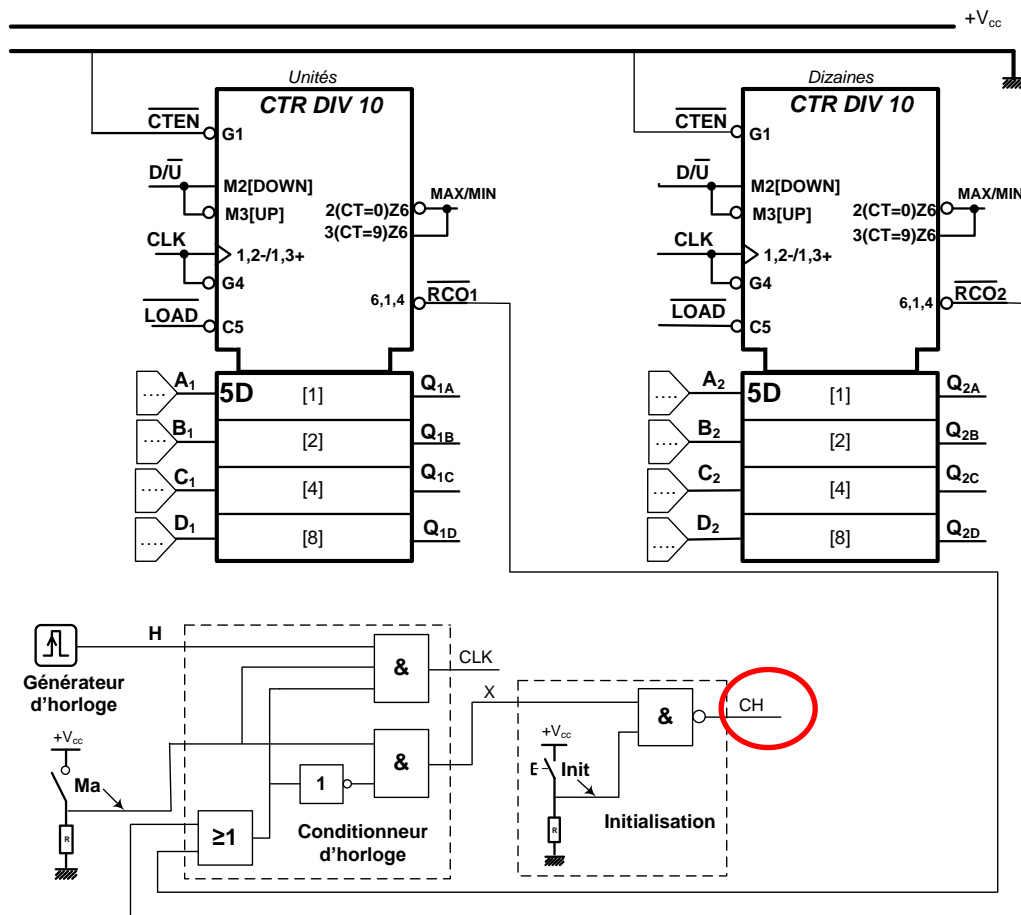 +Vcc
Unités
CTR DIV 10
CTEN
G1
D/U
M2[DOWN]
M3[UP]
MAX/MIN
2(CT=0)Z6
3(CT=9)Z6
CLK
1,2-/1,3+
G4
6,1,4
RCO1
LOAD
C5
A1
5D
[1]
Q1A
B1
[2]
Q1B
C1
[4]
Q1C
D1
[8]
Q1D
Dizaines
CTR DIV 10
CTEN
G1
D/U
M2[DOWN]
M3[UP]
MAX/MIN
2(CT=0)Z6
3(CT=9)Z6
CLK
1,2-/1,3+
G4
6,1,4
RCO2
LOAD
C5
A2
5D
[1]
Q2A
B2
[2]
Q2B
C2
[4]
Q2C
D2
[8]
Q2D
H
Générateur
d'horloge
&
CLK
+Vcc
Ma
R
≥1
1
&
X
Conditionneur
d'horloge
+Vcc
E
Init
R
&
CH
Initialisation